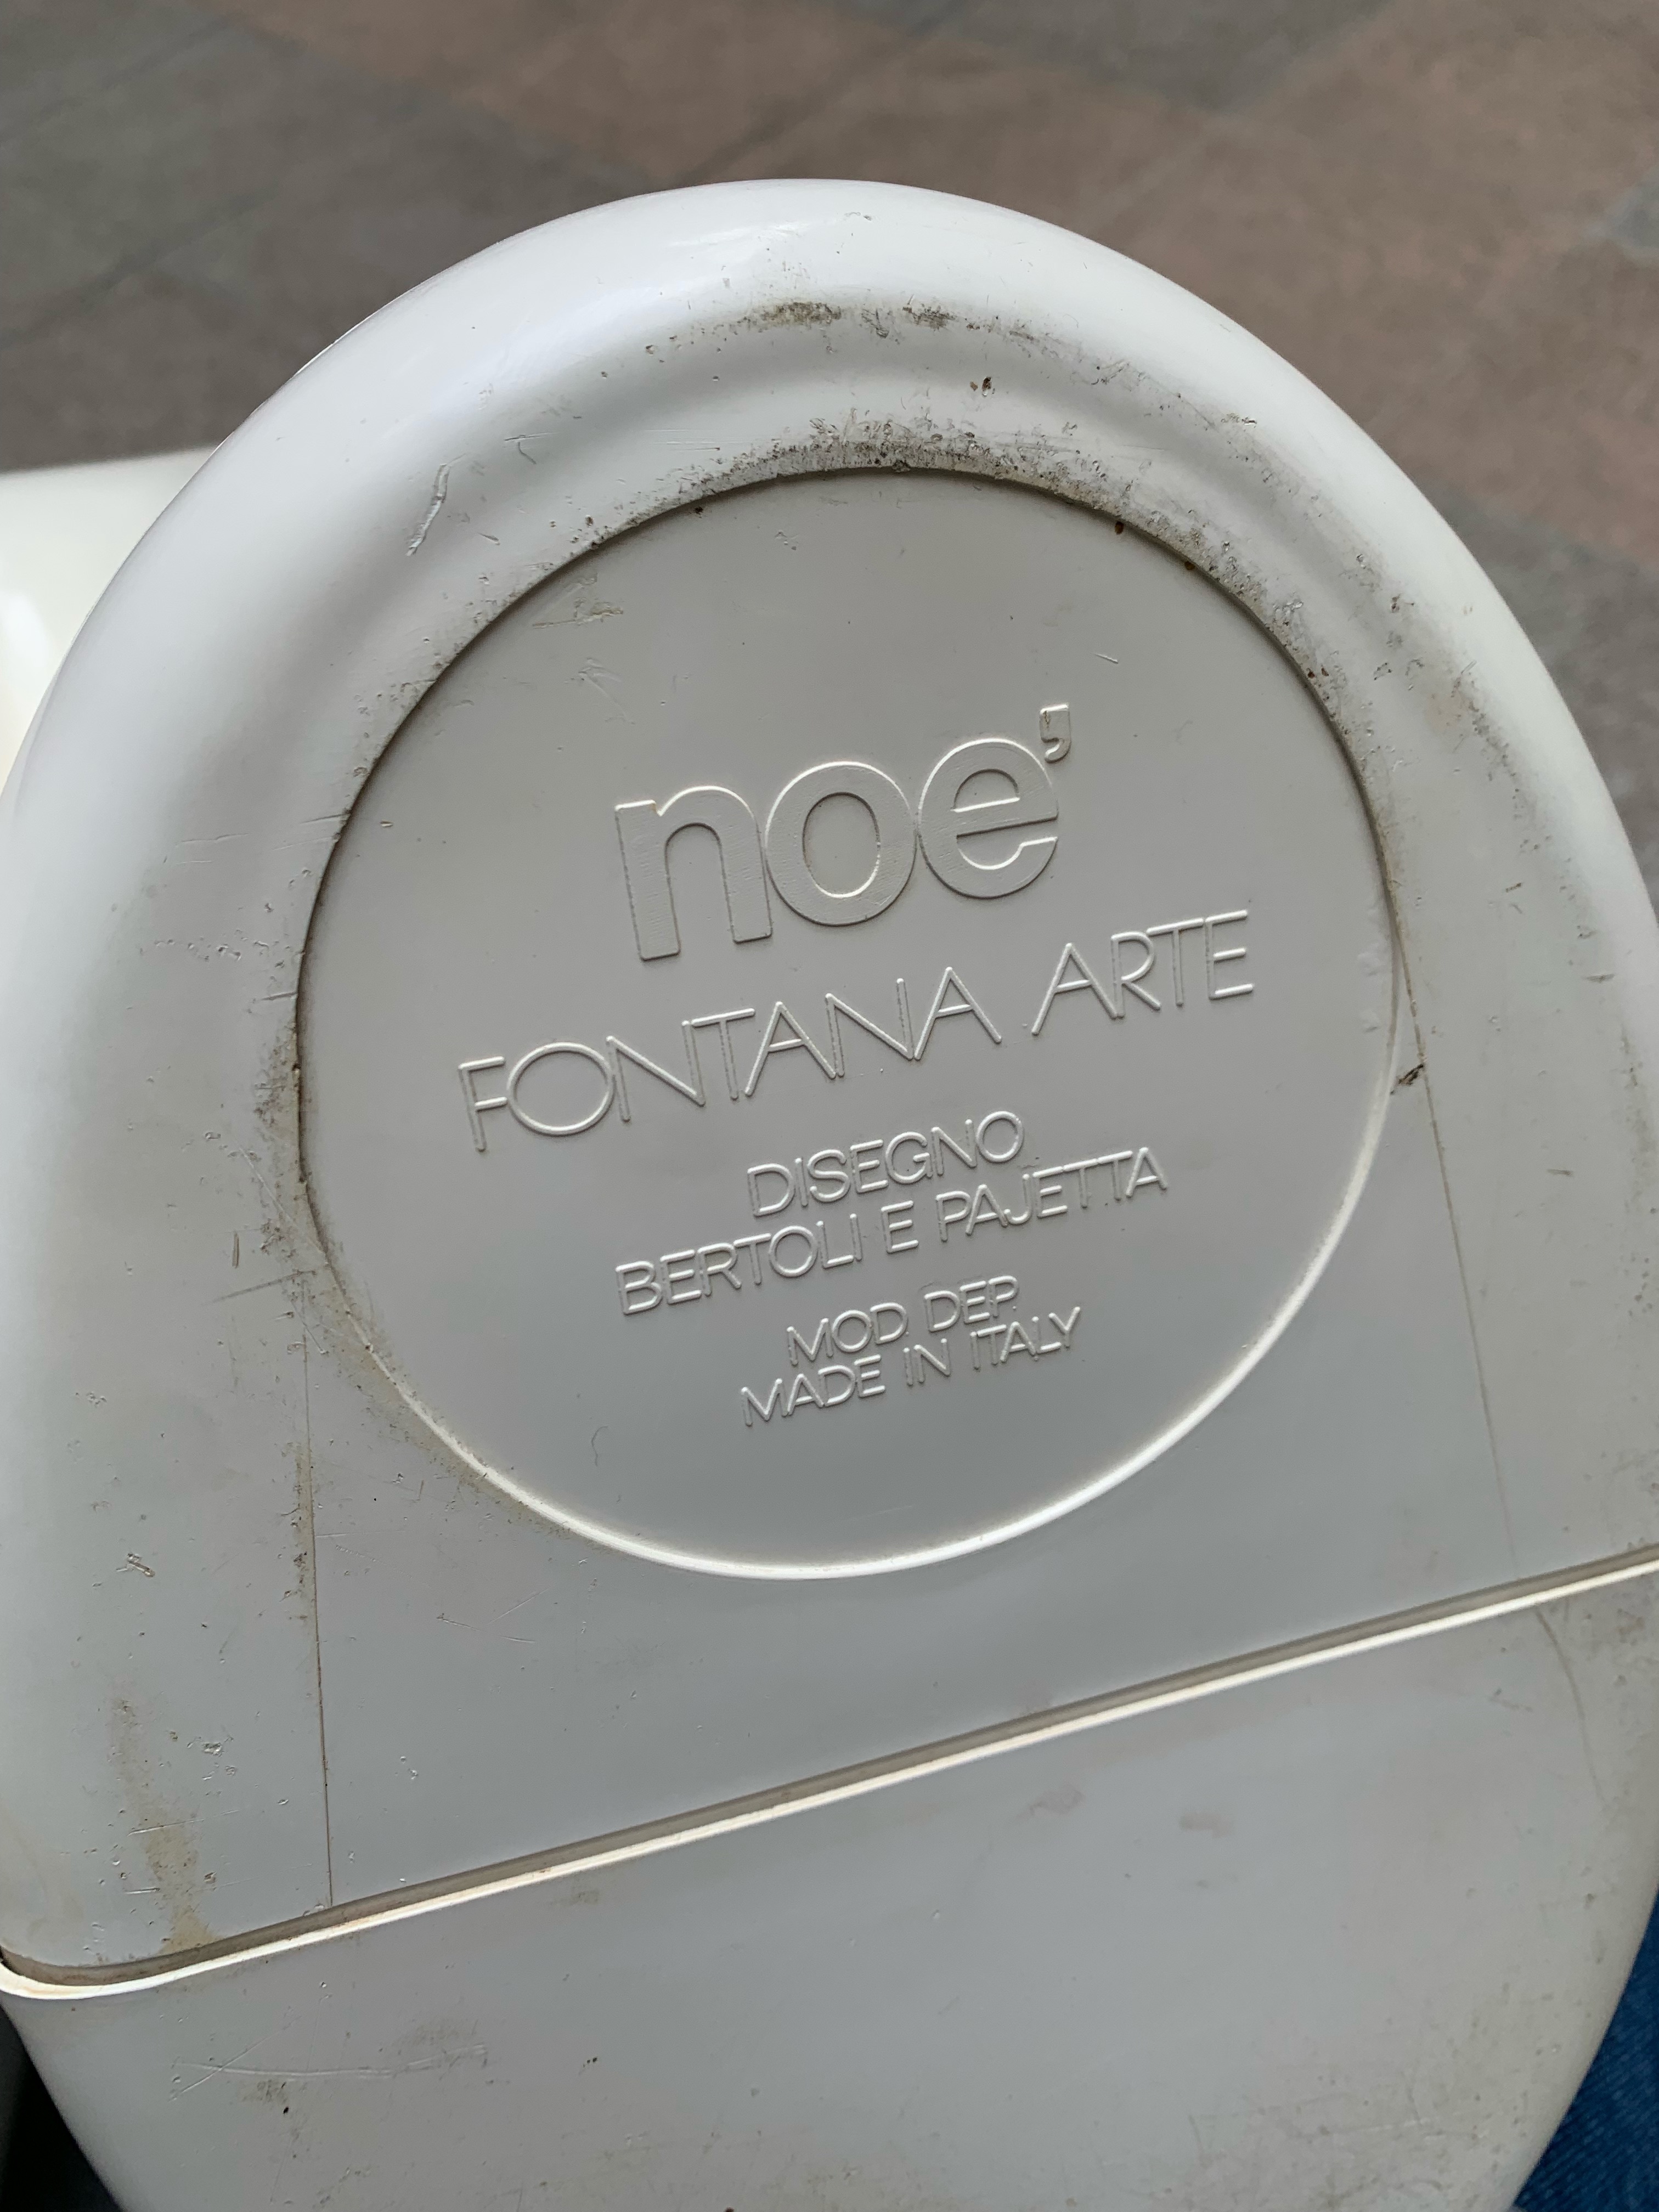 noe'
FONTANA ARTE
DISEGNO
BERTOLI E PAJETTA
MOD. DEP.
MADE IN ITALY